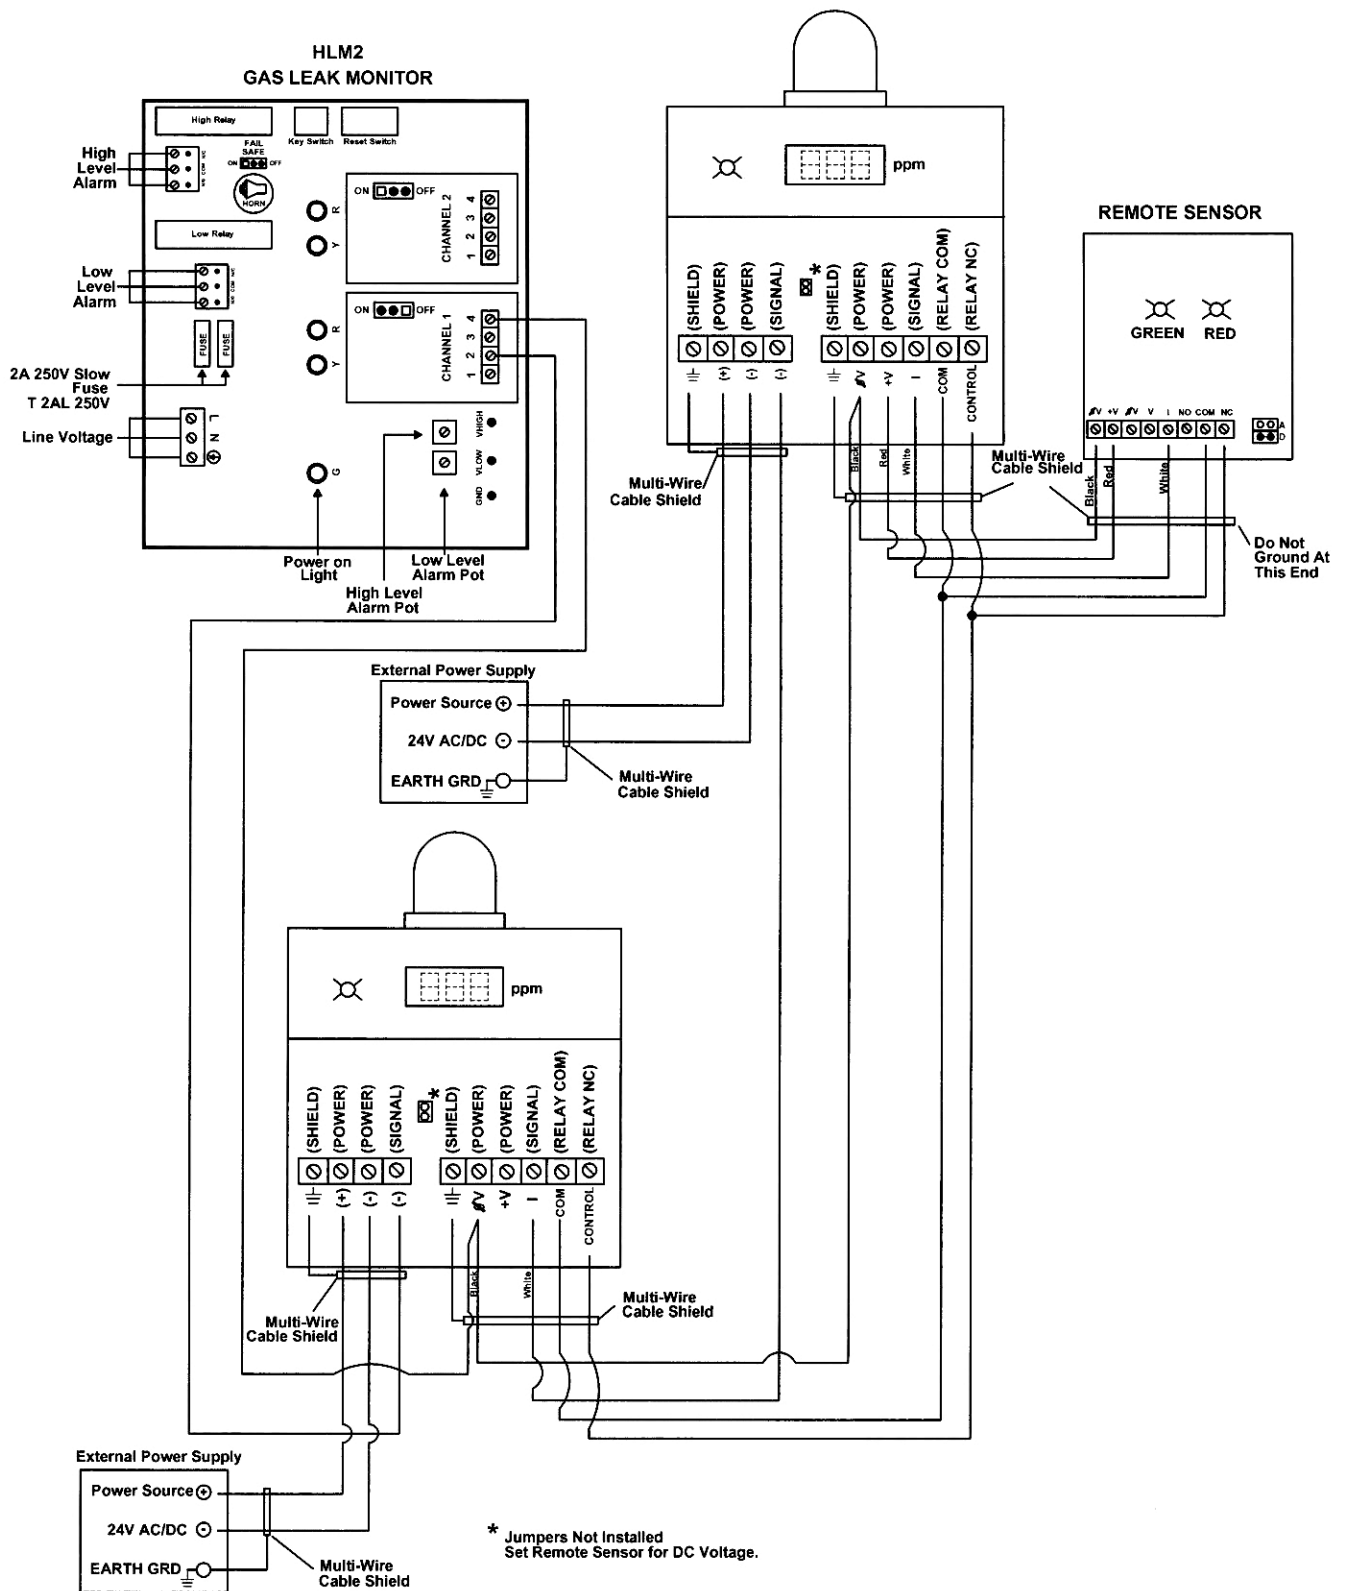 HLM2
GAS LEAK MONITOR
High Relay
Key Switch
Reset Switch
High
Level
Alarm
NC
COM
NO
FAIL
SAFE
ON OFF
HORN
Low Relay
Low
Level
Alarm
NC
COM
NO
FUSE
FUSE
2A 250V Slow
Fuse
T 2AL 250V
Line Voltage
L
N
R
Y
ON OFF
CHANNEL 2
1 2 3 4
R
Y
ON OFF
CHANNEL 1
1 2 3 4
VHIGH
VLOW
GND
G
Power on
Light
Low Level
Alarm Pot
High Level
Alarm Pot
ppm
(SHIELD)
(POWER)
(POWER)
(SIGNAL)
*
(SHIELD)
(POWER)
(POWER)
(SIGNAL)
(RELAY COM)
(RELAY NC)
(+)
(-)
(-)
V
+V
I
COM
CONTROL
Black
Red
White
Multi-Wire
Cable Shield
Multi-Wire
Cable Shield
REMOTE SENSOR
GREEN RED
V +V V V I NO COM NC
A
D
Black
Red
White
Do Not
Ground At
This End
External Power Supply
Power Source +
24V AC/DC -
EARTH GRD
Multi-Wire
Cable Shield
ppm
(SHIELD)
(POWER)
(POWER)
(SIGNAL)
*
(SHIELD)
(POWER)
(POWER)
(SIGNAL)
(RELAY COM)
(RELAY NC)
(+)
(-)
(-)
V
+V
I
COM
CONTROL
Black
White
Multi-Wire
Cable Shield
Multi-Wire
Cable Shield
External Power Supply
Power Source +
24V AC/DC -
EARTH GRD
Multi-Wire
Cable Shield
* Jumpers Not Installed
Set Remote Sensor for DC Voltage.